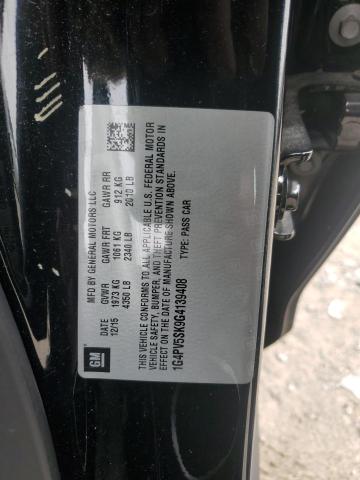 GM
MFD BY GENERAL MOTORS LLC
DATE GVWR GAWR FRT GAWR RR
12/15 1973 KG 1061 KG 912 KG
4350 LB 2340 LB 2010 LB
THIS VEHICLE CONFORMS TO ALL APPLICABLE U.S. FEDERAL MOTOR
VEHICLE SAFETY, BUMPER, AND THEFT PREVENTION STANDARDS IN
EFFECT ON THE DATE OF MANUFACTURE SHOWN ABOVE.
1G4PV5SK9G4139408 TYPE: PASS CAR